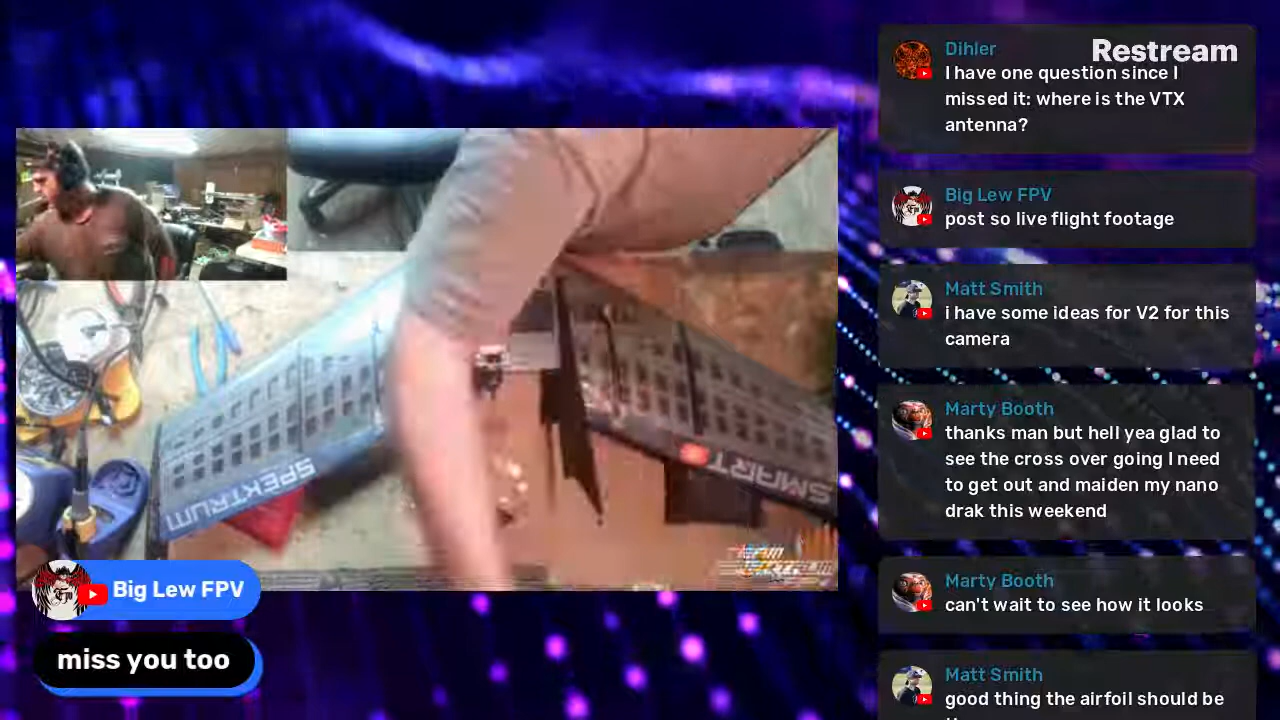 Restream
Dihler
I have one question since I
missed it: where is the VTX
antenna?
Big Lew FPV
post so live flight footage
Matt Smith
i have some ideas for V2 for this
camera
Marty Booth
thanks man but hell yea glad to
see the cross over going I need
to get out and maiden my nano
drak this weekend
Marty Booth
can't wait to see how it looks
Matt Smith
good thing the airfoil should be
SPEKTRUM
SMART
Big Lew FPV
miss you too